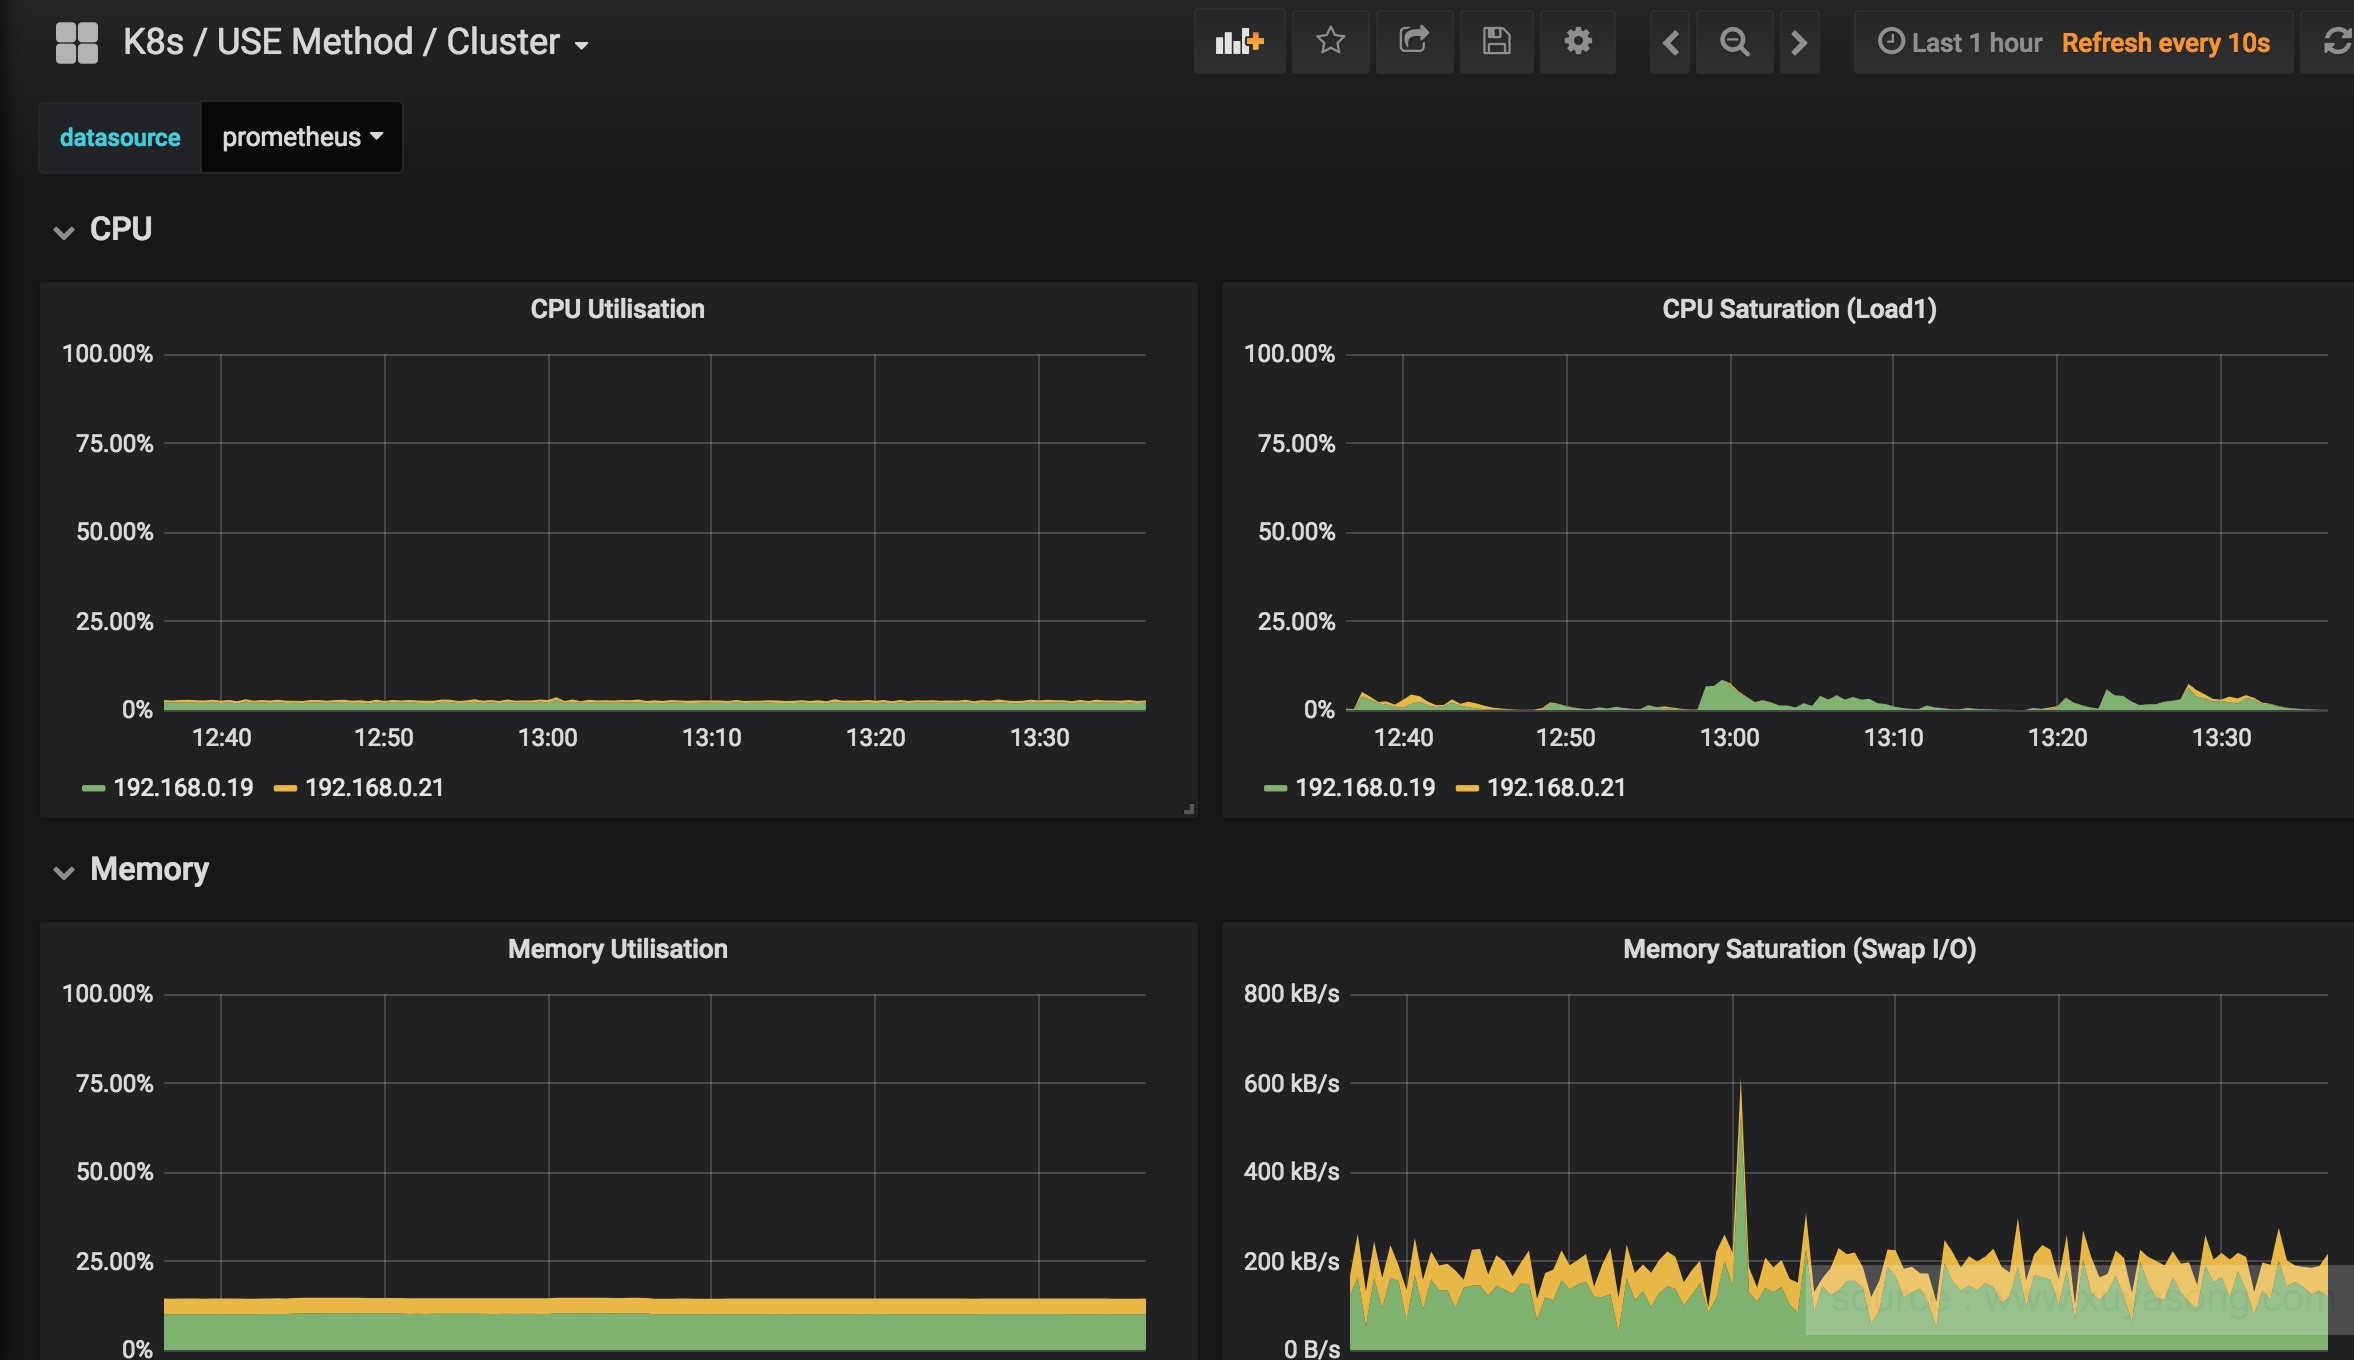 K8s / USE Method / Cluster
Last 1 hour Refresh every 10s
datasource prometheus
CPU
CPU Utilisation
100.00%
75.00%
50.00%
25.00%
0%
12:40 12:50 13:00 13:10 13:20 13:30
192.168.0.19 192.168.0.21
CPU Saturation (Load1)
100.00%
75.00%
50.00%
25.00%
0%
12:40 12:50 13:00 13:10 13:20 13:30
192.168.0.19 192.168.0.21
Memory
Memory Utilisation
100.00%
75.00%
50.00%
25.00%
0%
Memory Saturation (Swap I/O)
800 kB/s
600 kB/s
400 kB/s
200 kB/s
0 B/s
source :